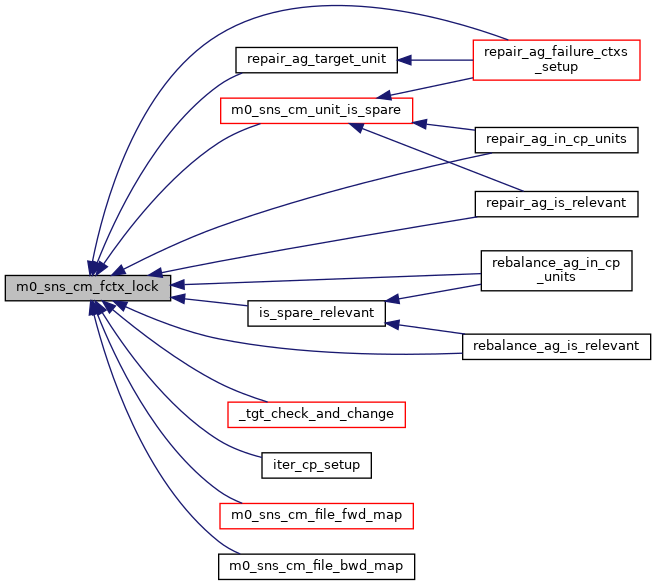 repair_ag_failure_ctxs
_setup
repair_ag_target_unit
m0_sns_cm_unit_is_spare
repair_ag_in_cp_units
repair_ag_is_relevant
rebalance_ag_in_cp
_units
m0_sns_cm_fctx_lock
is_spare_relevant
rebalance_ag_is_relevant
_tgt_check_and_change
iter_cp_setup
m0_sns_cm_file_fwd_map
m0_sns_cm_file_bwd_map